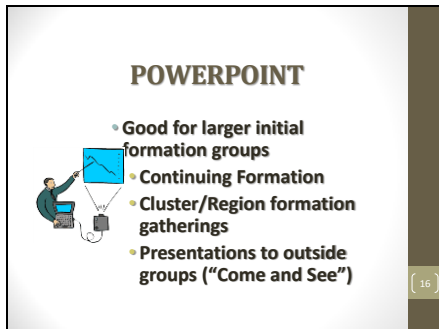 POWERPOINT
• Good for larger initial
formation groups
• Continuing Formation
• Cluster/Region formation
gatherings
• Presentations to outside
groups (“Come and See”)
16